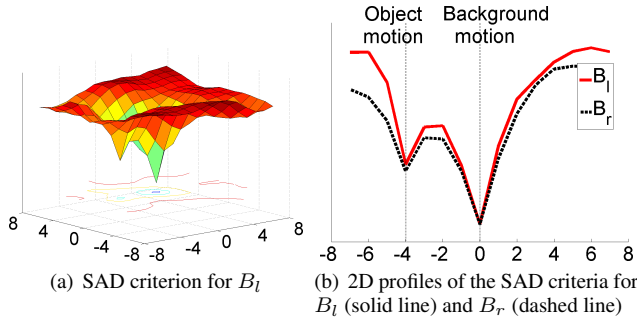 Object motion
Background motion
B_l
B_r
8
4
0
-4
-8
-8
-4
0
4
8
-8 -6 -4 -2 0 2 4 6 8
(a) SAD criterion for B_l
(b) 2D profiles of the SAD criteria for
B_l (solid line) and B_r (dashed line)